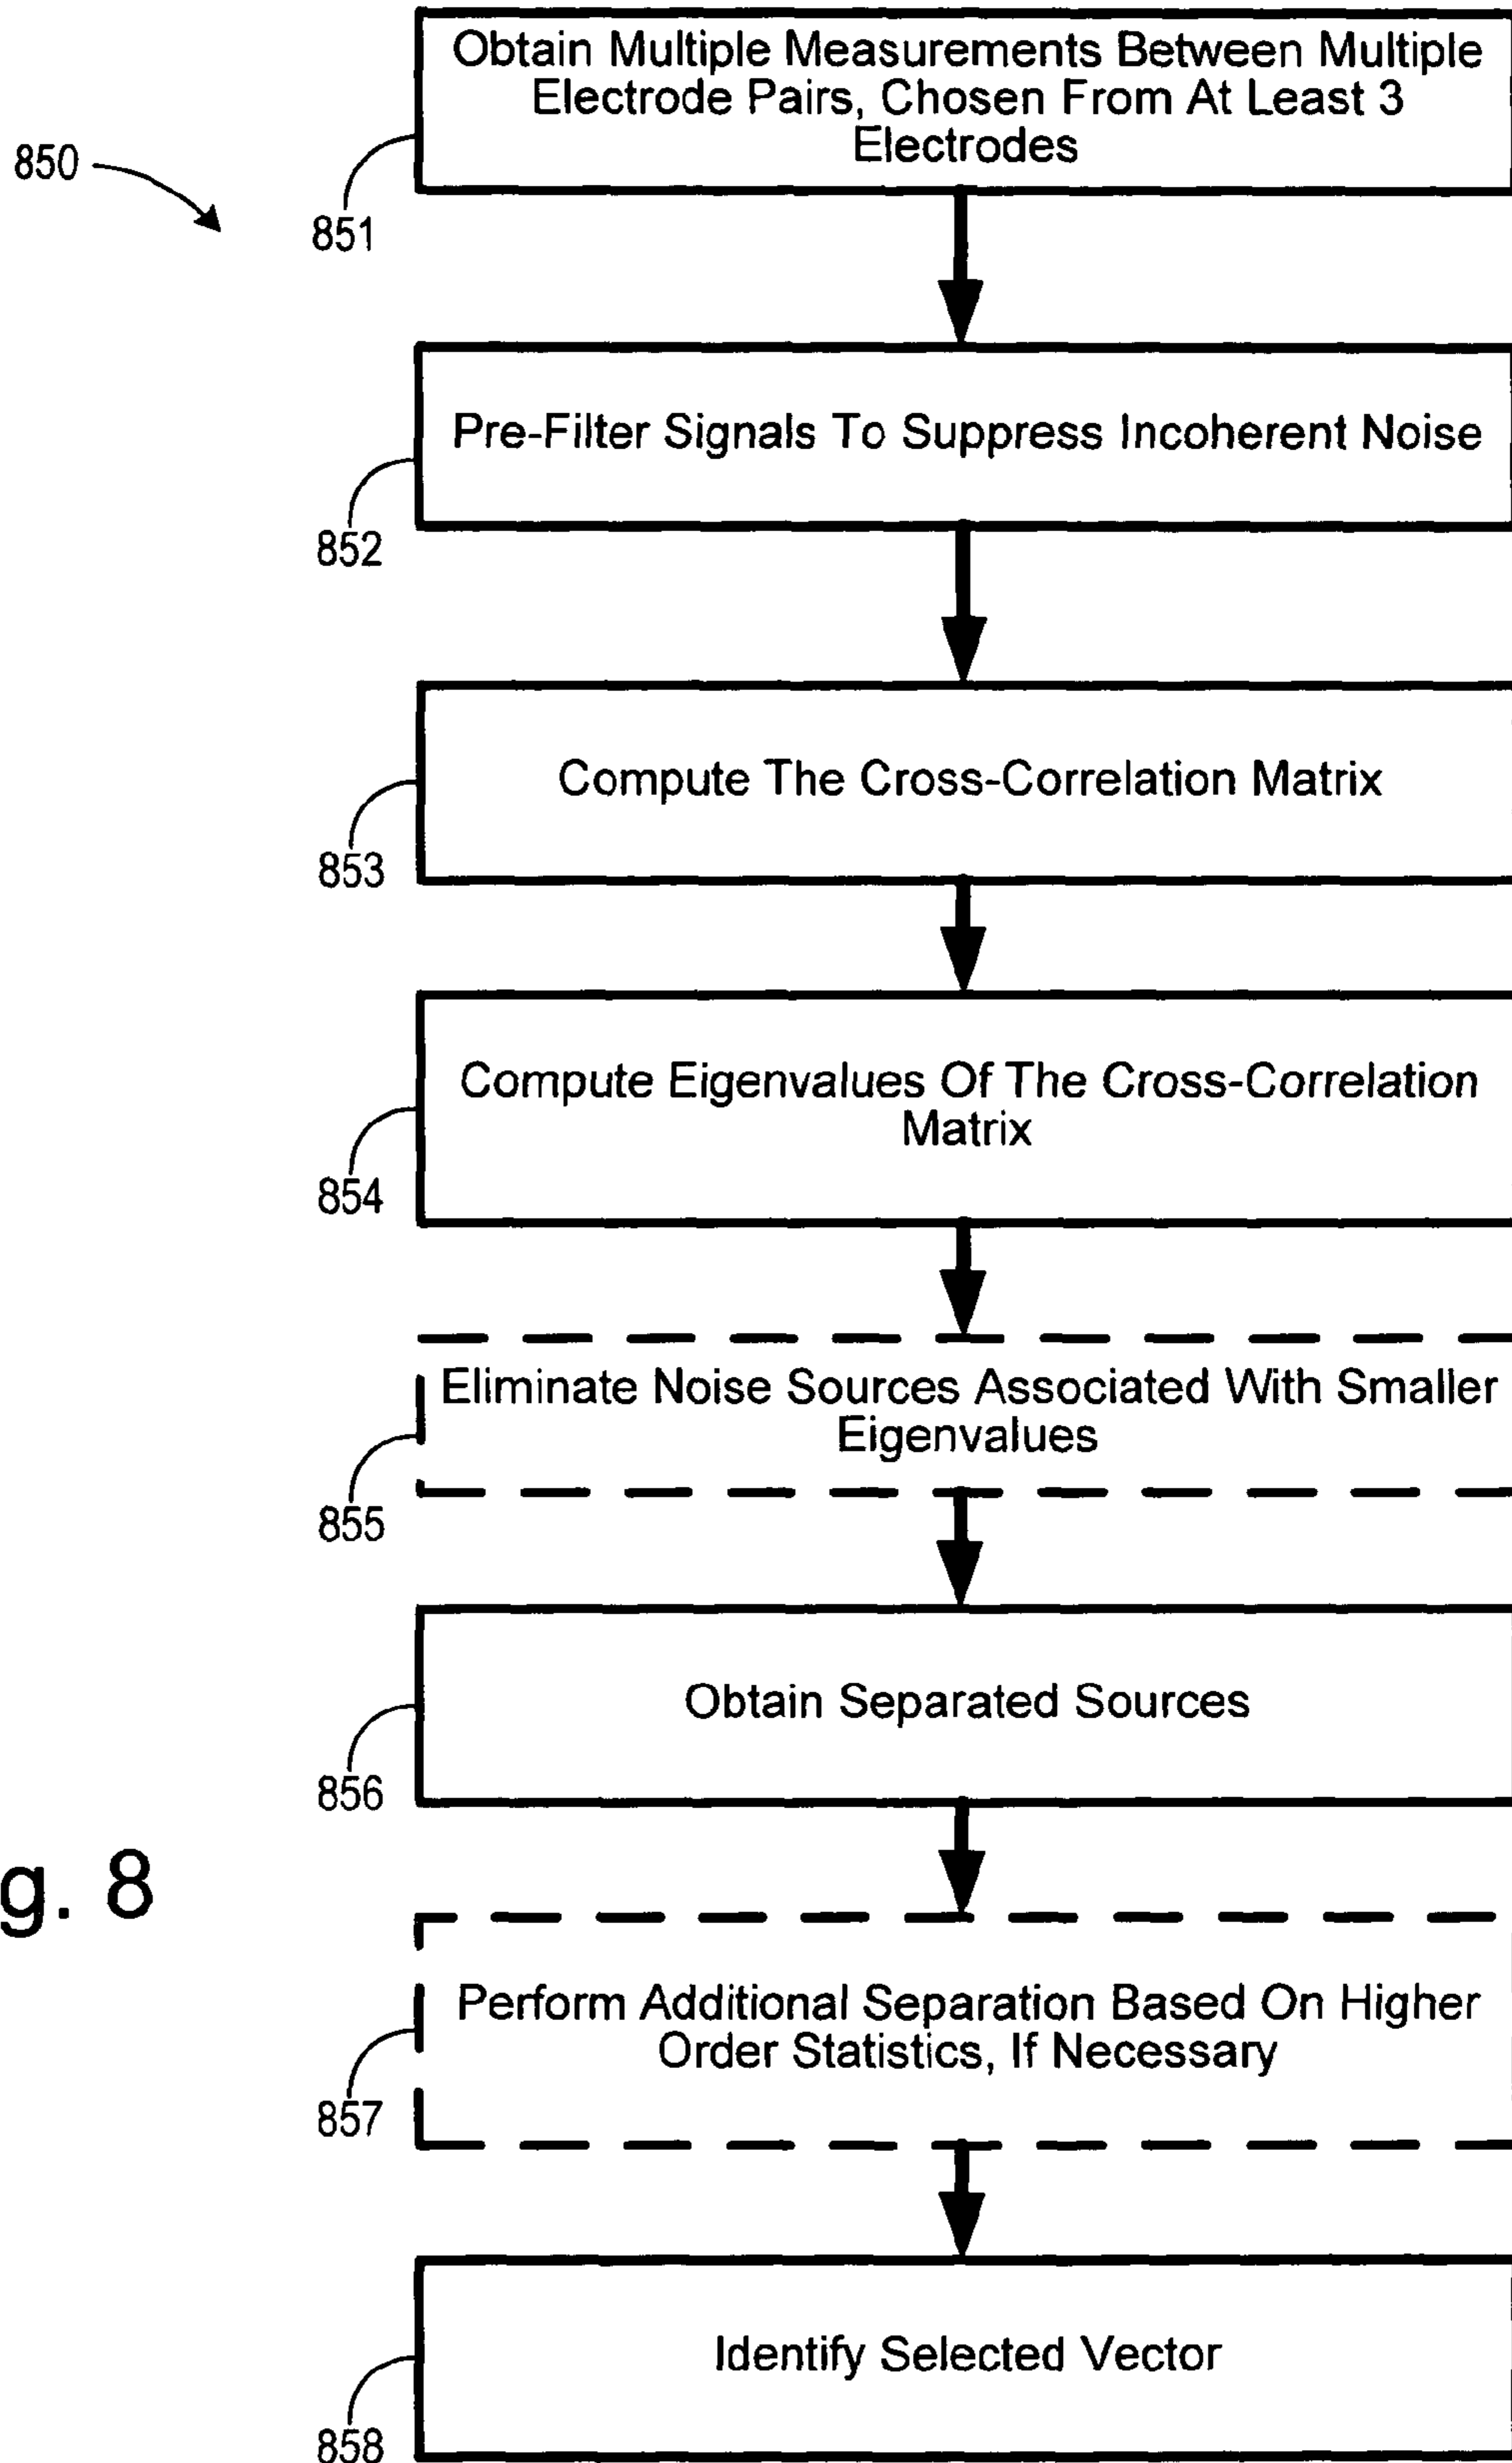 Obtain Multiple Measurements Between Multiple
Electrode Pairs, Chosen From At Least 3
Electrodes
850
851
Pre-Filter Signals To Suppress Incoherent Noise
852
Compute The Cross-Correlation Matrix
853
Compute Eigenvalues Of The Cross-Correlation
Matrix
854
Eliminate Noise Sources Associated With Smaller
Eigenvalues
855
Obtain Separated Sources
856
g. 8
Perform Additional Separation Based On Higher
Order Statistics, If Necessary
857
Identify Selected Vector
858